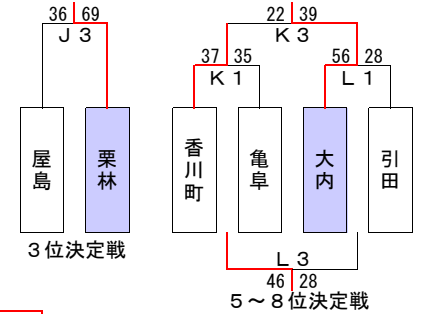 36 69
J3
22 39
K3
37 35
K1
56 28
L1
屋島
栗林
香川町
亀阜
大内
引田
3位決定戦
L3
46 28
5～8位決定戦